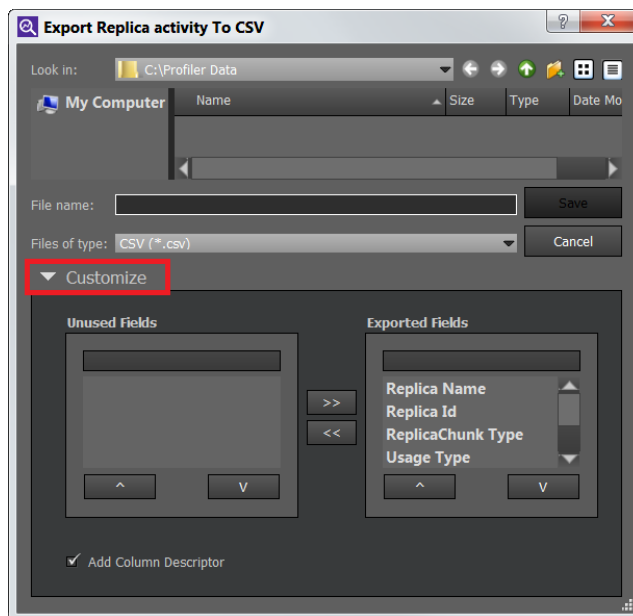 Export Replica activity To CSV
Look in: C:\Profiler Data
My Computer Name Size Type Date Mo
File name: Save
Files of type: CSV (*.csv) Cancel
Customize
Unused Fields Exported Fields
Replica Name
>> Replica Id
<< ReplicaChunk Type
Usage Type
^ V ^ V
Add Column Descriptor